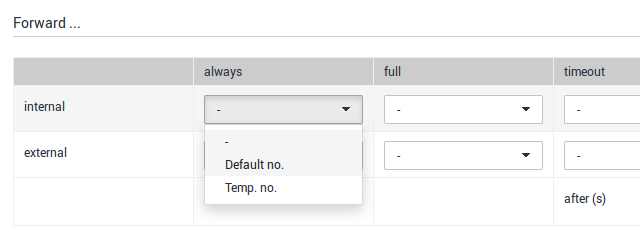 Forward ...
always full timeout
internal - - -
-
Default no.
Temp. no.
external - -
after (s)